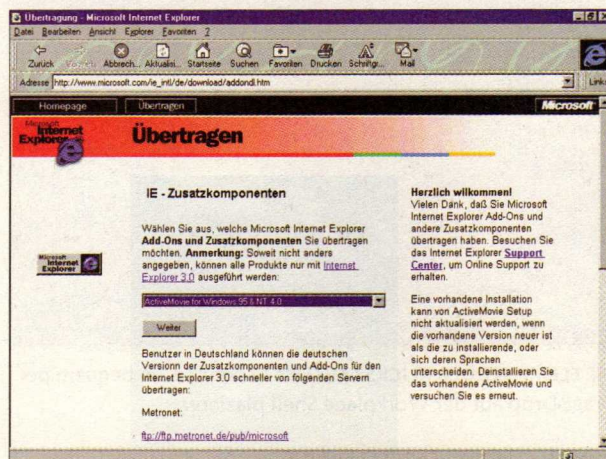 Übertragung - Microsoft Internet Explorer
Datei Bearbeiten Ansicht Explorer Favoriten ?
Zurück Abbrech... Aktualisi... Startseite Suchen Favoriten Drucken Schriftgr... Mail
Adresse http://www.microsoft.com/ie_intl/de/download/addondl.htm Link
Homepage Übertragen Microsoft
Microsoft
Internet
Explorer
Übertragen
IE - Zusatzkomponenten
Wählen Sie aus, welche Microsoft Internet Explorer
Add-Ons und Zusatzkomponenten Sie übertragen
möchten. Anmerkung: Soweit nicht anders
angegeben, können alle Produkte nur mit Internet
Explorer 3.0 ausgeführt werden:
Microsoft
Internet
Explorer
ActiveMovie for Windows 95 & NT 4.0
Weiter
Benutzer in Deutschland können die deutschen
Versionn der Zusatzkomponenten und Add-Ons für den
Internet Explorer 3.0 schneller von folgenden Servern
übertragen:
Metronet:
ftp://ftp.metronet.de/pub/microsoft
Herzlich wilkommen!
Vielen Dank, daß Sie Microsoft
Internet Explorer Add-Ons und
andere Zusatzkomponenten
übertragen haben. Besuchen Sie
das Internet Explorer Support
Center, um Online Support zu
erhalten.
Eine vorhandene Installation
kann von ActiveMovie Setup
nicht aktualisiert werden, wenn
die vorhandene Version neuer ist
als die zu installierende, oder
sich deren Sprachen
unterscheiden. Deinstallieren Sie
das vorhandene ActiveMovie und
versuchen Sie es erneut.